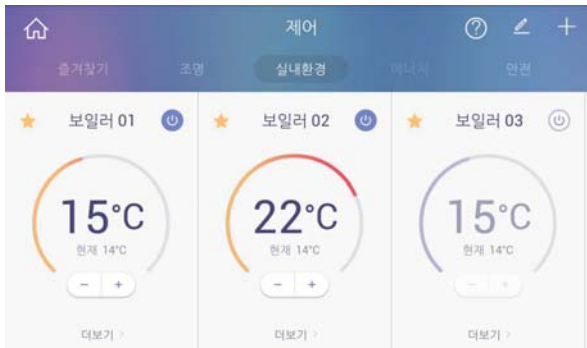 제어
즐겨찾기 조명 실내환경 에너지 안전
보일러 01
15°C
현재 14°C
- +
더보기 >
보일러 02
22°C
현재 14°C
- +
더보기 >
보일러 03
15°C
현재 14°C
- +
더보기 >